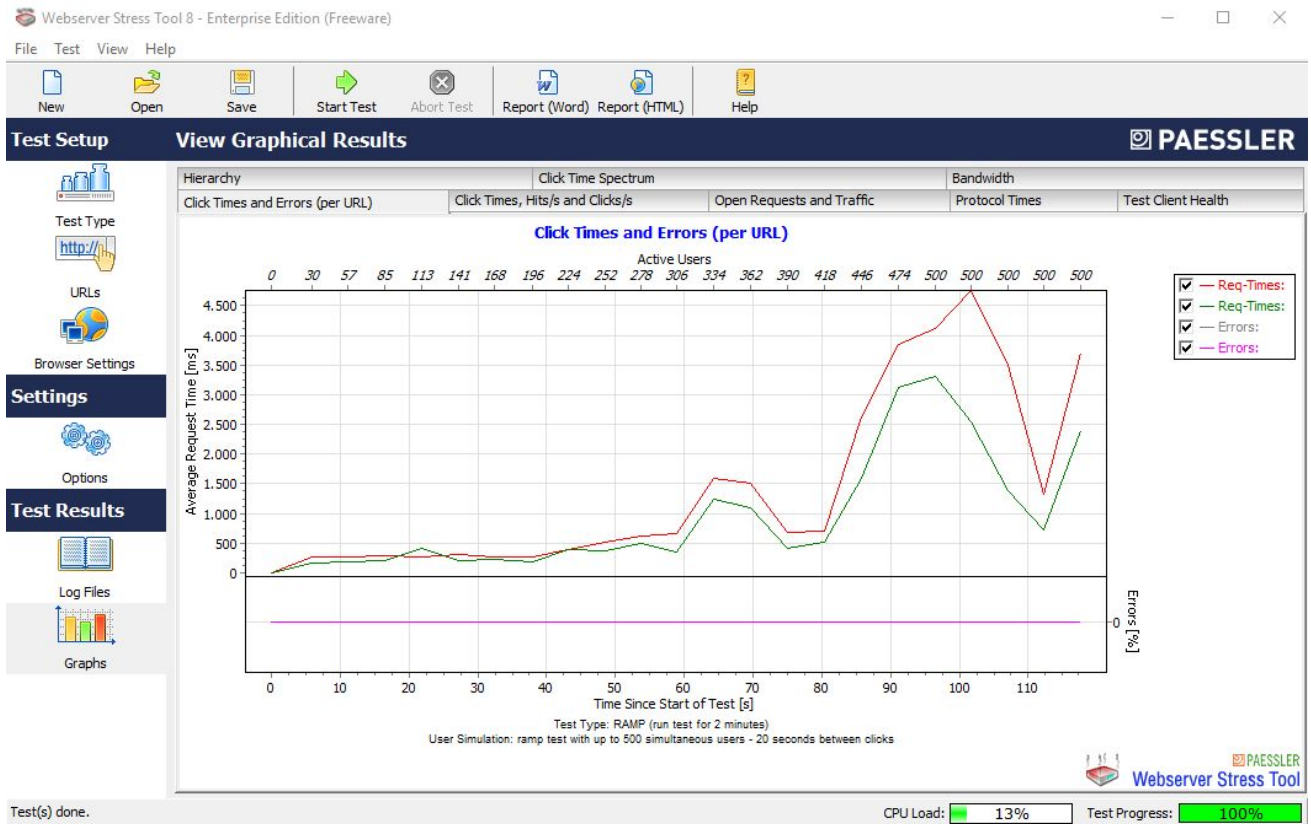 Webserver Stress Tool 8 - Enterprise Edition (Freeware)
File Test View Help
New Open Save Start Test Abort Test Report (Word) Report (HTML) Help
Test Setup
View Graphical Results
PAESSLER
Test Type
http://
URLs
Browser Settings
Settings
Options
Test Results
Log Files
Graphs
Hierarchy Click Time Spectrum Bandwidth
Click Times and Errors (per URL) Click Times, Hits/s and Clicks/s Open Requests and Traffic Protocol Times Test Client Health
Click Times and Errors (per URL)
Active Users
0 30 57 85 113 141 168 196 224 252 278 306 334 362 390 418 446 474 500 500 500 500 500
Average Request Time [ms]
4.500
4.000
3.500
3.000
2.500
2.000
1.500
1.000
500
0
Req-Times:
Req-Times:
Errors:
Errors:
0
Errors [%]
0 10 20 30 40 50 60 70 80 90 100 110
Time Since Start of Test [s]
Test Type: RAMP (run test for 2 minutes)
User Simulation: ramp test with up to 500 simultaneous users - 20 seconds between clicks
PAESSLER
Webserver Stress Tool
Test(s) done.
CPU Load: 13% Test Progress: 100%